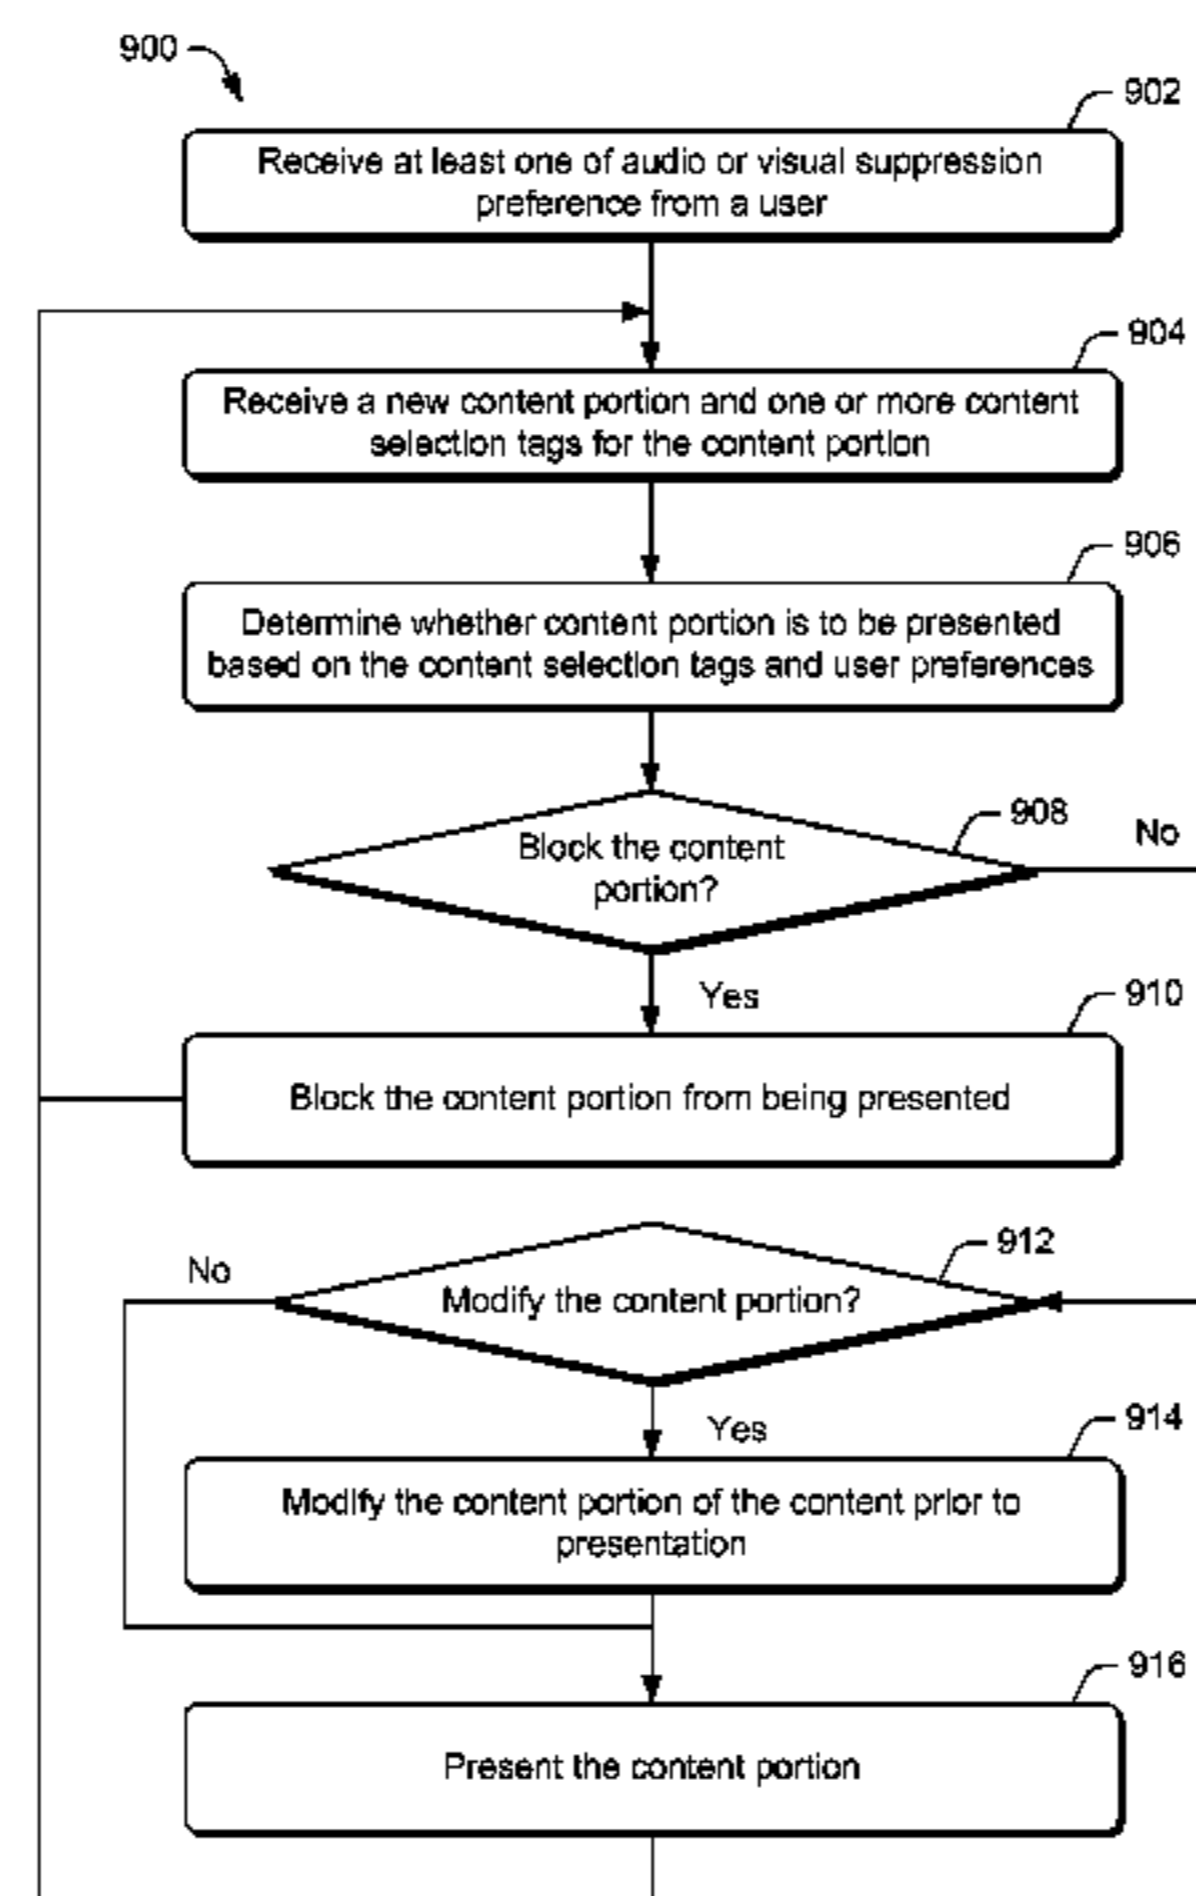 900
902
Receive at least one of audio or visual suppression
preference from a user
904
Receive a new content portion and one or more content
selection tags for the content portion
906
Determine whether content portion is to be presented
based on the content selection tags and user preferences
908
No
Block the content
portion?
Yes
910
Block the content portion from being presented
912
No
Modify the content portion?
Yes
914
Modify the content portion of the content prior to
presentation
916
Present the content portion